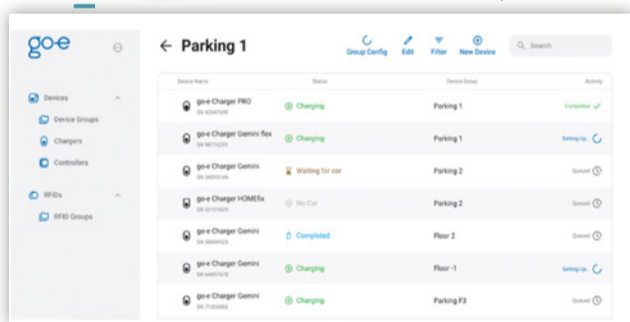 go-e
Parking 1
Group Config
Edit
Filter
New Device
Search
Devices
Device Groups
Chargers
Controllers
RFIDs
RFID Groups
Device Name
Status
Device Group
Activity
go-e Charger PRO
Charging
Parking 1
Completed
go-e Charger Gemini flex
Charging
Parking 1
Setting Up..
go-e Charger Gemini
Waiting for car
Parking 2
Queued
go-e Charger HOMEfix
No Car
Parking 2
Queued
go-e Charger Gemini
Completed
Floor 2
Queued
go-e Charger Gemini
Charging
Floor -1
Setting Up..
go-e Charger Gemini
Charging
Parking F3
Queued